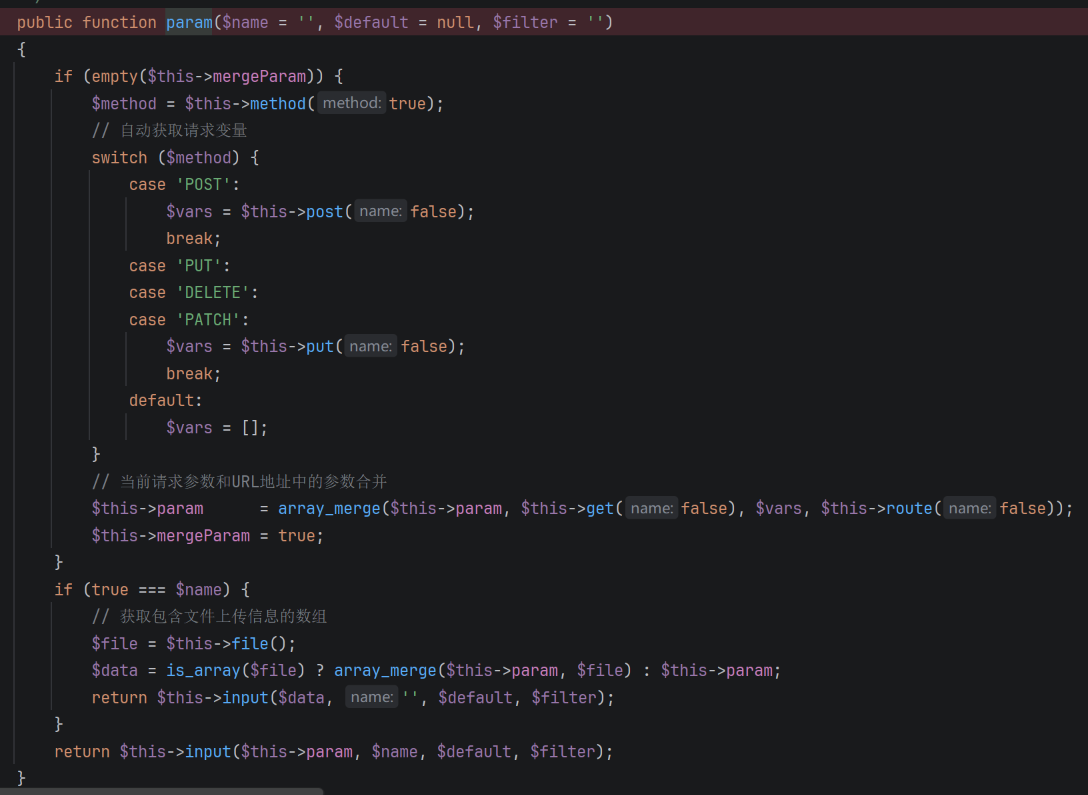 public function param($name = '', $default = null, $filter = '')
{
    if (empty($this->mergeParam)) {
        $method = $this->method( method: true);
        // 自动获取请求变量
        switch ($method) {
            case 'POST':
                $vars = $this->post( name: false);
                break;
            case 'PUT':
            case 'DELETE':
            case 'PATCH':
                $vars = $this->put( name: false);
                break;
            default:
                $vars = [];
        }
        // 当前请求参数和URL地址中的参数合并
        $this->param      = array_merge($this->param, $this->get( name: false), $vars, $this->route( name: false));
        $this->mergeParam = true;
    }
    if (true === $name) {
        // 获取包含文件上传信息的数组
        $file = $this->file();
        $data = is_array($file) ? array_merge($this->param, $file) : $this->param;
        return $this->input($data, name: '', $default, $filter);
    }
    return $this->input($this->param, $name, $default, $filter);
}